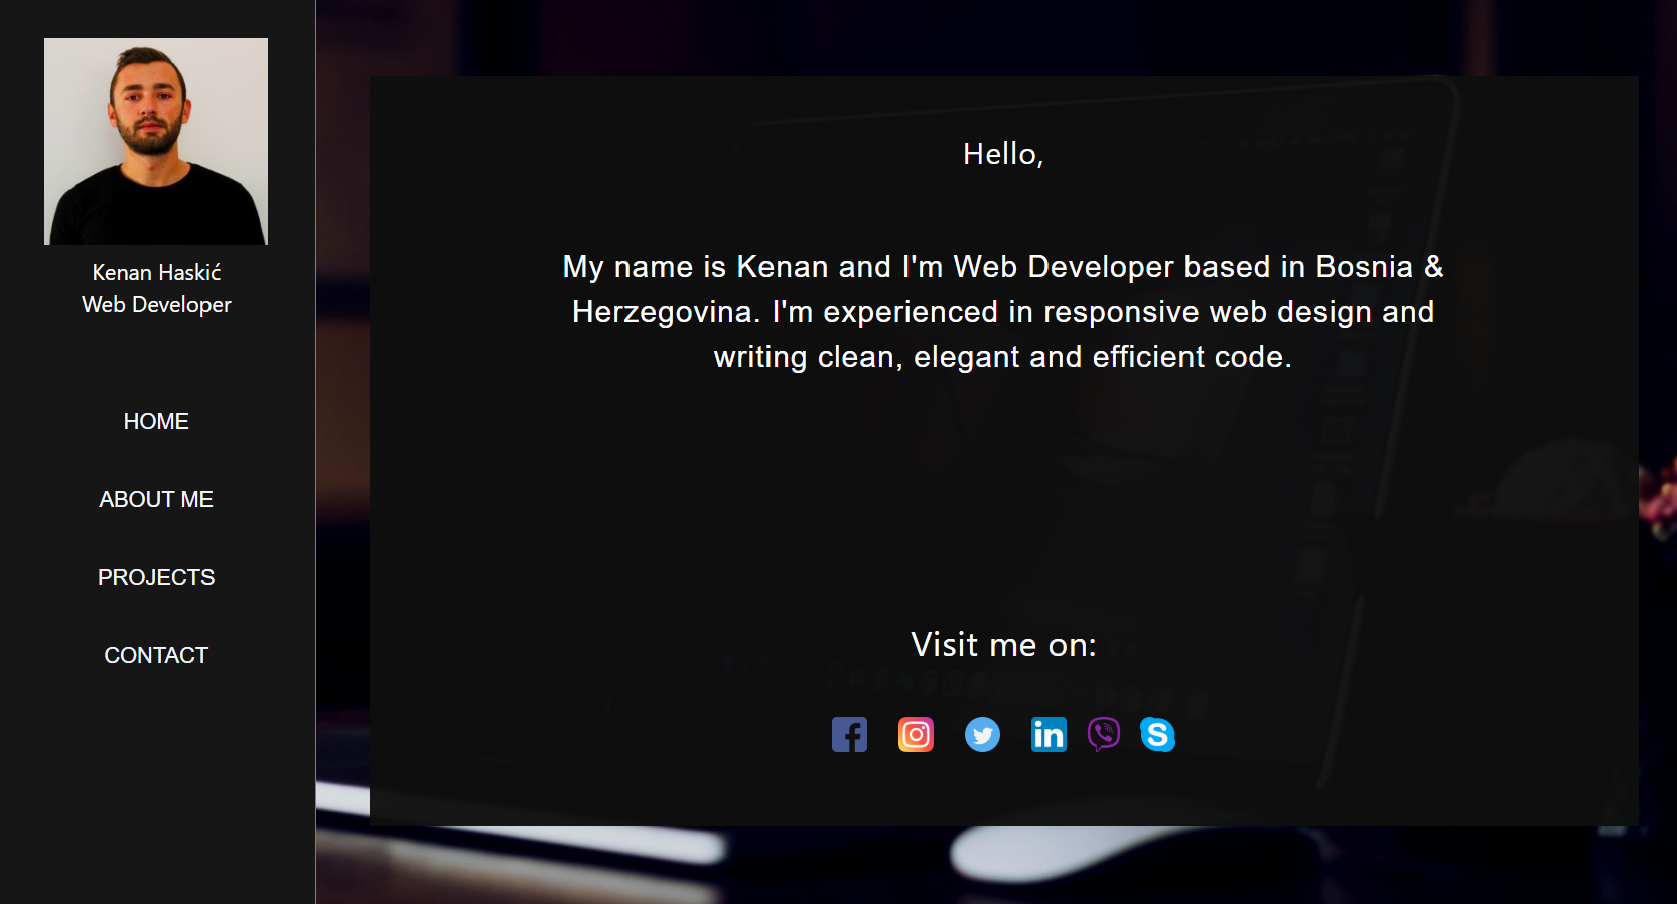 Kenan Haskić
Web Developer
HOME
ABOUT ME
PROJECTS
CONTACT
Hello,
My name is Kenan and I'm Web Developer based in Bosnia &
Herzegovina. I'm experienced in responsive web design and
writing clean, elegant and efficient code.
Visit me on: